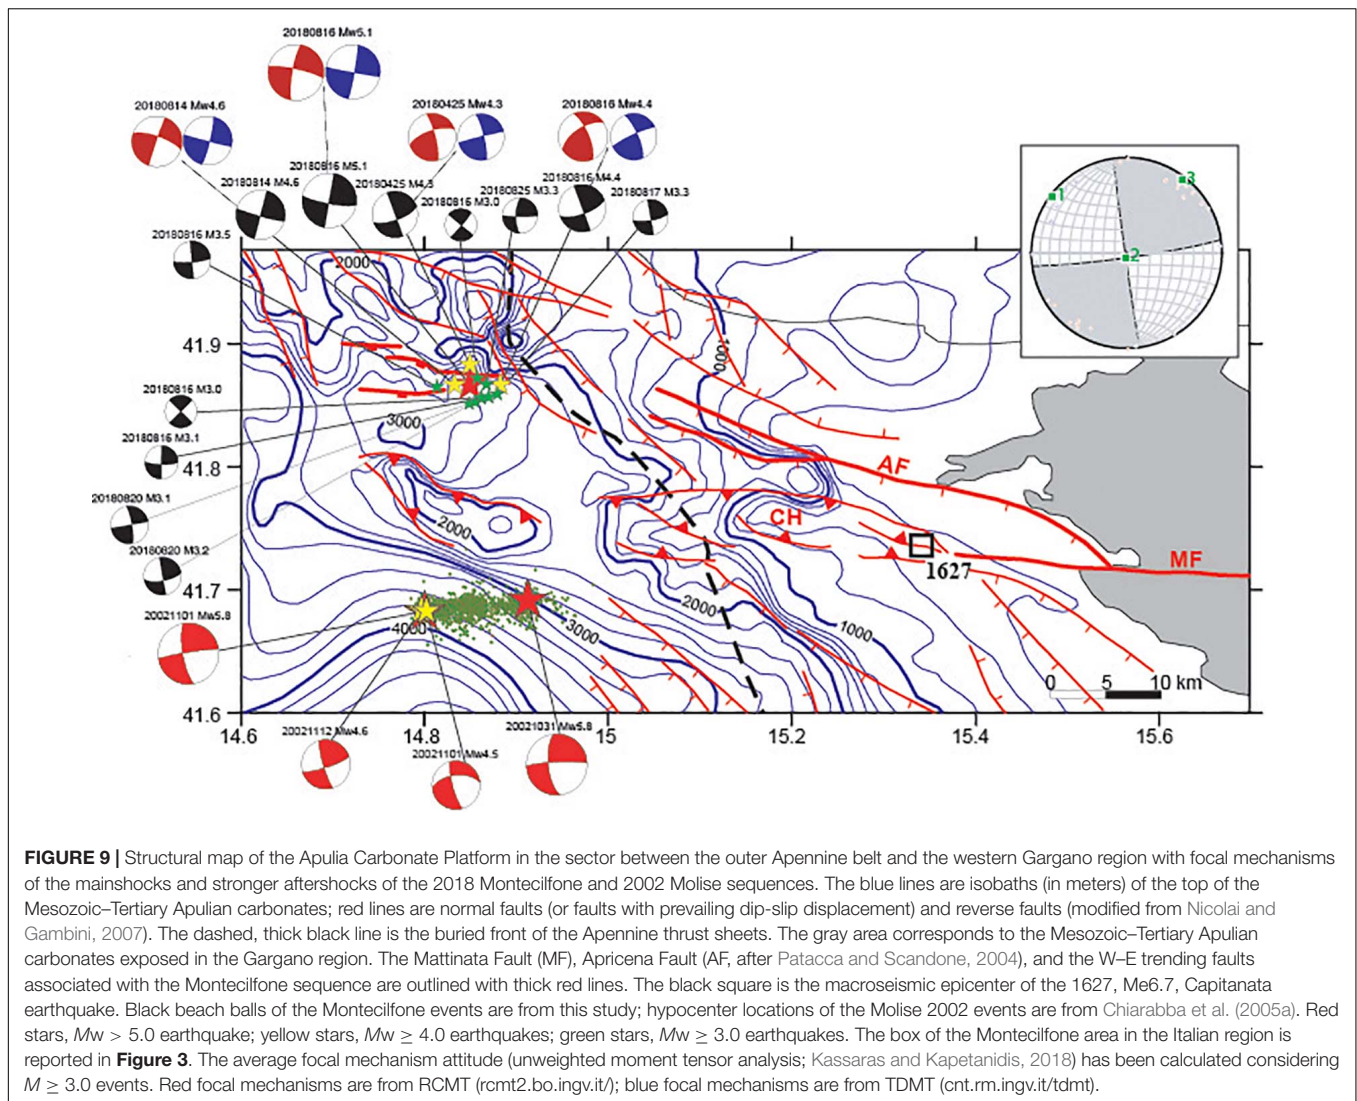 20180816 Mw5.1
20180814 Mw4.6
20180425 Mw4.3
20180816 Mw4.4
20180816 M5.1
20180814 M4.6
20180425 M4.3
20180816 M3.0
20180825 M3.3
20180816 M4.4
20180817 M3.3
20180816 M3.5
1
2
3
2000
41.9
1000
20180816 M3.0
3000
20180816 M3.1
41.8
AF
20180820 M3.1
2000
CH
20180820 M3.2
1627
MF
41.7
20021101 Mw5.8
4000
3000
2000
1000
0 5 10 km
41.6
14.6 14.8 15 15.2 15.4 15.6
20021112 Mw4.6
20021101 Mw4.5
20021031 Mw5.8
FIGURE 9 | Structural map of the Apulia Carbonate Platform in the sector between the outer Apennine belt and the western Gargano region with focal mechanisms
of the mainshocks and stronger aftershocks of the 2018 Montecilfone and 2002 Molise sequences. The blue lines are isobaths (in meters) of the top of the
Mesozoic–Tertiary Apulian carbonates; red lines are normal faults (or faults with prevailing dip-slip displacement) and reverse faults (modified from Nicolai and
Gambini, 2007). The dashed, thick black line is the buried front of the Apennine thrust sheets. The gray area corresponds to the Mesozoic–Tertiary Apulian
carbonates exposed in the Gargano region. The Mattinata Fault (MF), Apricena Fault (AF, after Patacca and Scandone, 2004), and the W–E trending faults
associated with the Montecilfone sequence are outlined with thick red lines. The black square is the macroseismic epicenter of the 1627, Me6.7, Capitanata
earthquake. Black beach balls of the Montecilfone events are from this study; hypocenter locations of the Molise 2002 events are from Chiarabba et al. (2005a). Red
stars, Mw > 5.0 earthquake; yellow stars, Mw ≥ 4.0 earthquakes; green stars, Mw ≥ 3.0 earthquakes. The box of the Montecilfone area in the Italian region is
reported in Figure 3. The average focal mechanism attitude (unweighted moment tensor analysis; Kassaras and Kapetanidis, 2018) has been calculated considering
M ≥ 3.0 events. Red focal mechanisms are from RCMT (rcmt2.bo.ingv.it/); blue focal mechanisms are from TDMT (cnt.rm.ingv.it/tdmt).